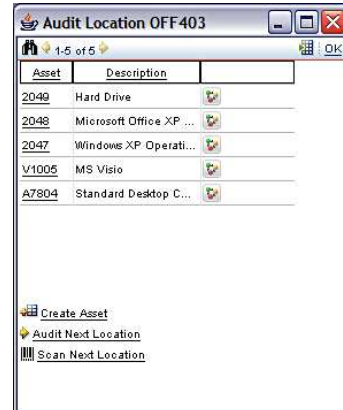 Audit Location OFF403
1-5 of 5 OK
Asset Description
2049 Hard Drive
2048 Microsoft Office XP ...
2047 Windows XP Operati...
V1005 MS Visio
A7804 Standard Desktop C...
Create Asset
Audit Next Location
Scan Next Location